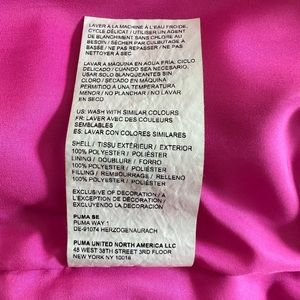 LAVER À LA MACHINE À L'EAU FROIDE,
CYCLE DÉLICAT / UTILISER UN AGENT
DE BLANCHIMENT SANS CHLORE AU
BESOIN / SÉCHER PAR CULBUTAGE À
BASSE / NE PAS REPASSER / NE PAS
NETTOYER À SEC
LAVAR A MÁQUINA EN AGUA FRÍA, CICLO
DELICADO / CUANDO SEA NECESARIO,
USAR SOLO BLANQUEANTES SIN
CLORO / SECADO EN MÁQUINA
PERMITIDO A UNA TEMPERATURA
MENOR / NO PLANCHAR / NO LAVAR
EN SECO
US: WASH WITH SIMILAR COLOURS
FR: LAVER AVEC DES COULEURS
SEMBLABLES
ES: LAVAR CON COLORES SIMILARES
SHELL / TISSU EXTÉRIEUR / EXTERIOR
100% POLYESTER / POLIÉSTER
LINING / DOUBLURE / FORRO
100% POLYESTER / POLIÉSTER
FILLING / REMBOURRAGE / RELLENO
100% POLYESTER / POLIÉSTER
EXCLUSIVE OF DECORATION / À
L'EXCEPTION DE DÉCORATION /
EXCLUYENDO LA DECORACIÓN
PUMA SE
PUMA WAY 1
DE-91074 HERZOGENAURACH
PUMA UNITED NORTH AMERICA LLC
48 WEST 38TH STREET 3RD FLOOR
NEW YORK NY 10018